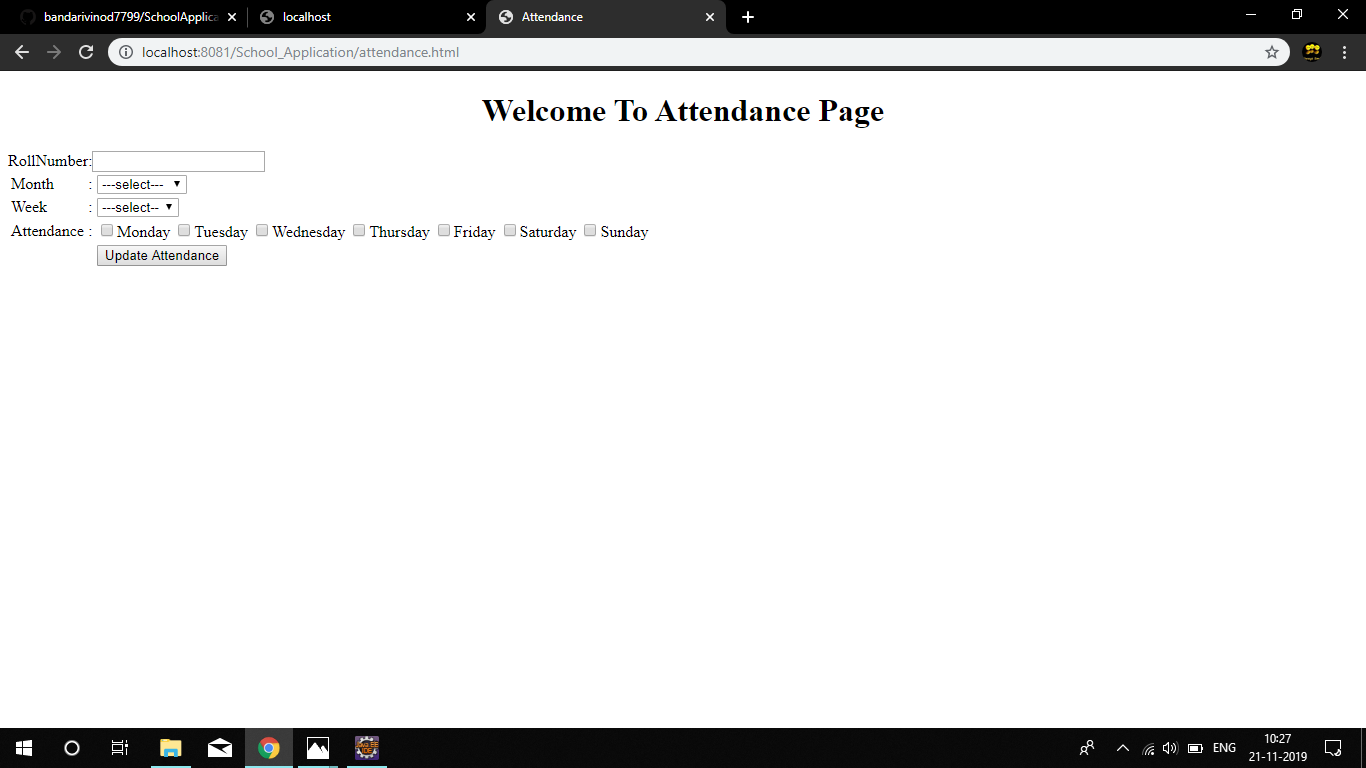 bandarivinod7799/SchoolApplica
localhost
Attendance
localhost:8081/School_Application/attendance.html
Welcome To Attendance Page
RollNumber:
Month : ---select---
Week : ---select--
Attendance : Monday Tuesday Wednesday Thursday Friday Saturday Sunday
Update Attendance
ENG
10:27
21-11-2019